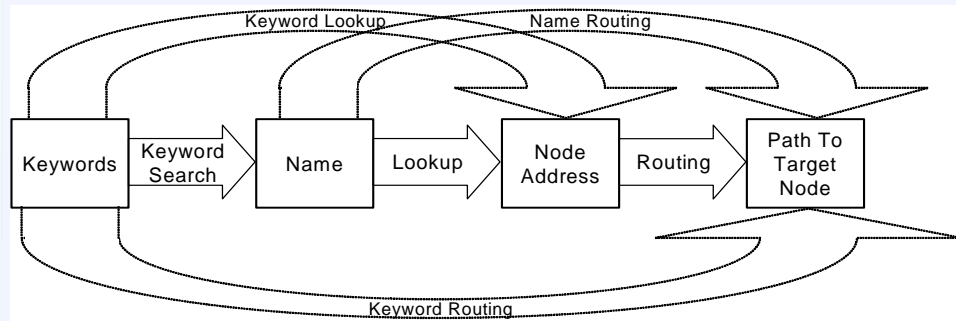 Keyword Lookup
Name Routing
Keywords
Keyword
Search
Name
Lookup
Node
Address
Routing
Path To
Target
Node
Keyword Routing